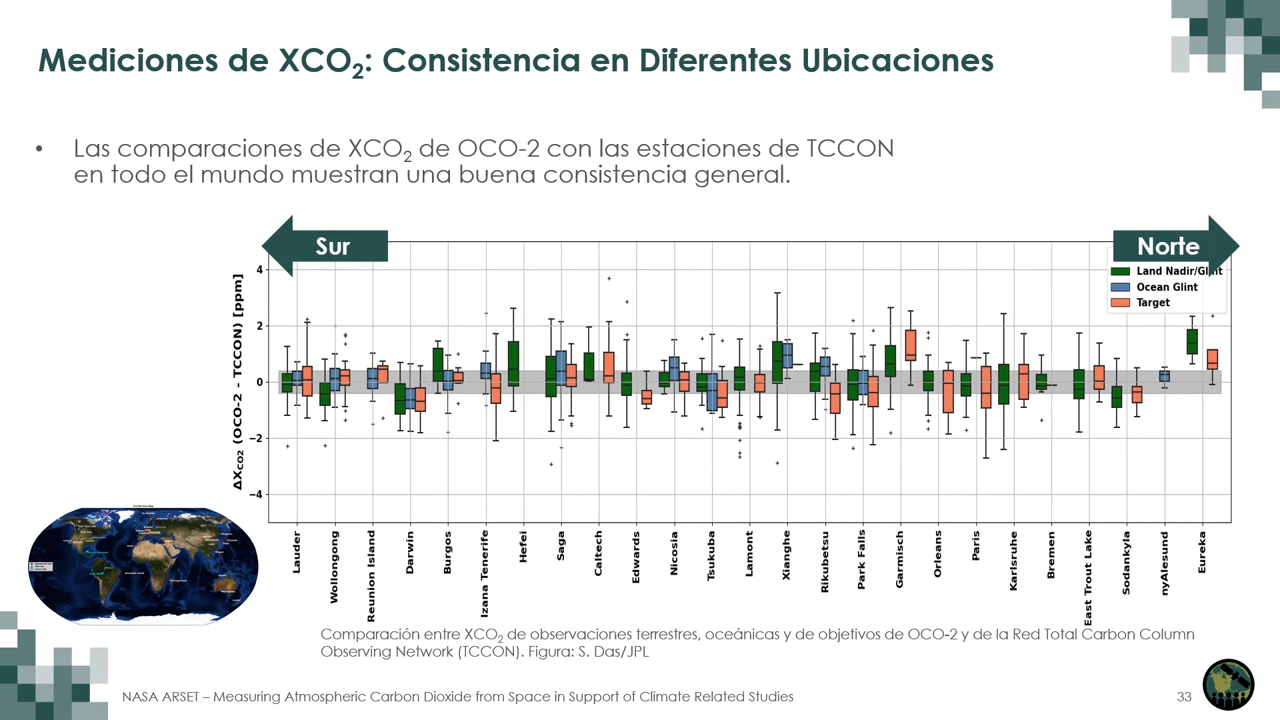 Mediciones de XCO₂: Consistencia en Diferentes Ubicaciones
• Las comparaciones de XCO₂ de OCO-2 con las estaciones de TCCON
en todo el mundo muestran una buena consistencia general.
Sur
Norte
Land Nadir/Glint
Ocean Glint
Target
ΔXCO2 (OCO-2 - TCCON) [ppm]
4
2
0
−2
−4
Lauder
Wollongong
Reunion Island
Darwin
Burgos
Izana Tenerife
Hefei
Saga
Caltech
Edwards
Nicosia
Tsukuba
Lamont
Xianghe
Rikubetsu
Park Falls
Garmisch
Orleans
Paris
Karlsruhe
Bremen
East Trout Lake
Sodankyla
nyAlesund
Eureka
Comparación entre XCO₂ de observaciones terrestres, oceánicas y de objetivos de OCO-2 y de la Red Total Carbon Column
Observing Network (TCCON). Figura: S. Das/JPL
NASA ARSET – Measuring Atmospheric Carbon Dioxide from Space in Support of Climate Related Studies
33